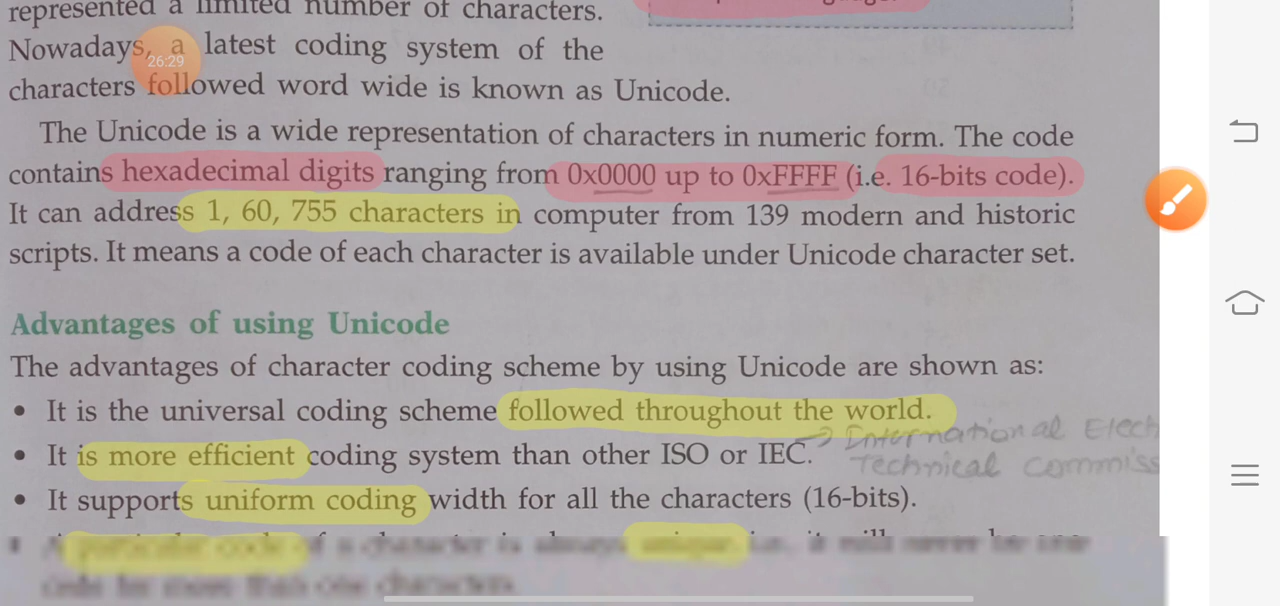 represented a limited number of characters.
Nowadays, a latest coding system of the
26:29
characters followed word wide is known as Unicode.
The Unicode is a wide representation of characters in numeric form. The code
contains hexadecimal digits ranging from 0x0000 up to 0xFFFF (i.e. 16-bits code).
It can address 1, 60, 755 characters in computer from 139 modern and historic
scripts. It means a code of each character is available under Unicode character set.
Advantages of using Unicode
The advantages of character coding scheme by using Unicode are shown as:
• It is the universal coding scheme followed throughout the world.
• It is more efficient coding system than other ISO or IEC.
International Elect
Technical Commiss
• It supports uniform coding width for all the characters (16-bits).